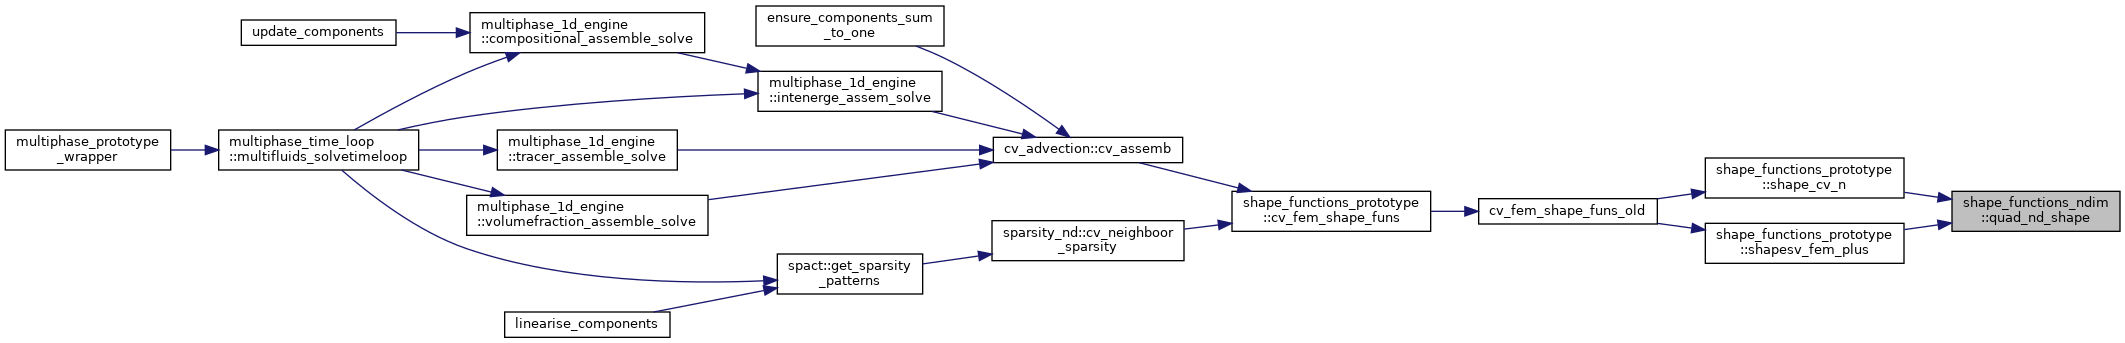 ensure_components_sum
_to_one
multiphase_1d_engine
::compositional_assemble_solve
update_components
multiphase_1d_engine
::intenerge_assem_solve
multiphase_prototype
_wrapper
multiphase_time_loop
::multifluids_solvetimeloop
multiphase_1d_engine
::tracer_assemble_solve
cv_advection::cv_assemb
shape_functions_prototype
::shape_cv_n
multiphase_1d_engine
::volumefraction_assemble_solve
shape_functions_prototype
::cv_fem_shape_funs
cv_fem_shape_funs_old
shape_functions_ndim
::quad_nd_shape
sparsity_nd::cv_neighboor
_sparsity
shape_functions_prototype
::shapesv_fem_plus
spact::get_sparsity
_patterns
linearise_components